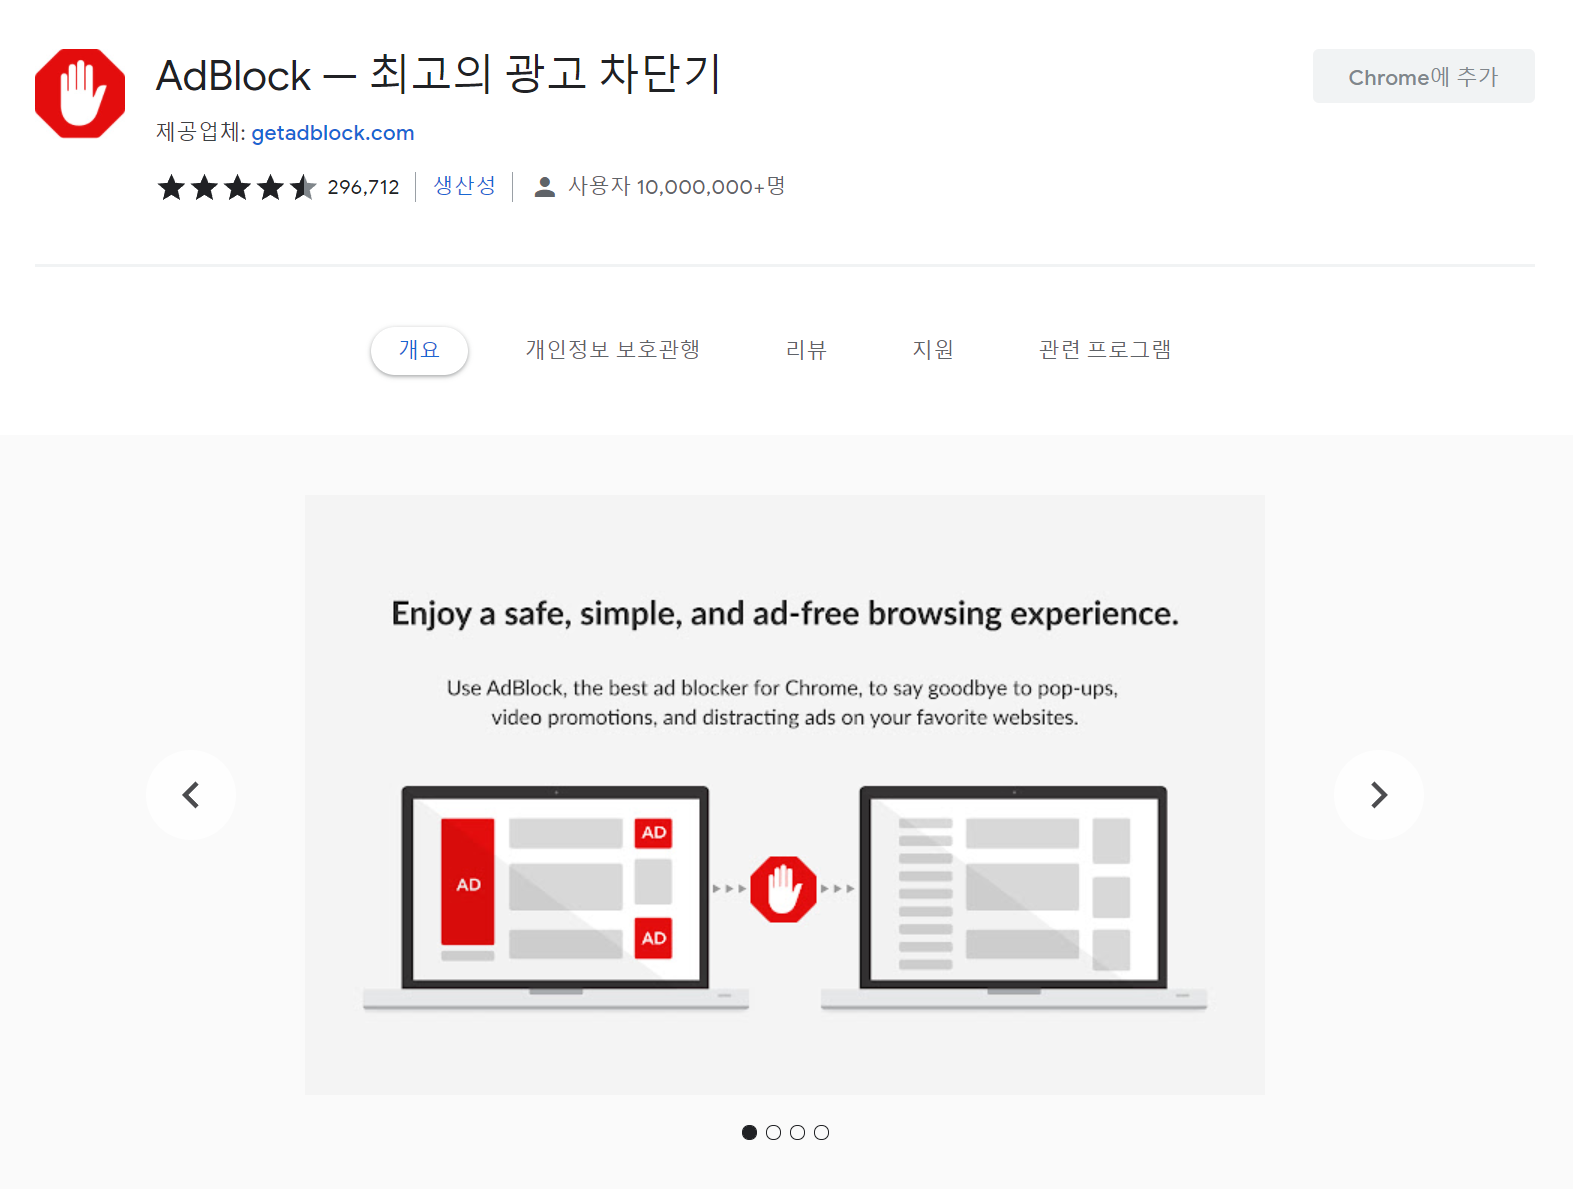 AdBlock — 최고의 광고 차단기
Chrome에 추가
제공업체: getadblock.com
296,712 생산성 사용자 10,000,000+명
개요 개인정보 보호관행 리뷰 지원 관련 프로그램
Enjoy a safe, simple, and ad-free browsing experience.
Use AdBlock, the best ad blocker for Chrome, to say goodbye to pop-ups,
video promotions, and distracting ads on your favorite websites.
AD
AD
AD